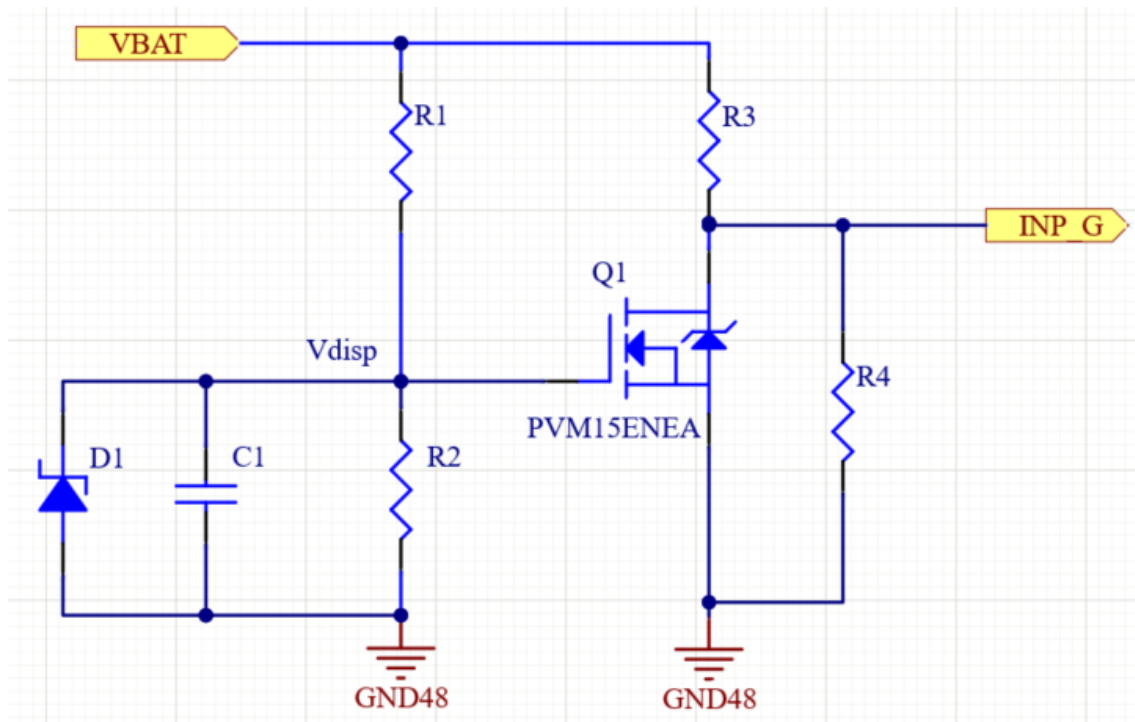 VBAT
R1
R3
INP_G
Q1
Vdisp
R4
PVM15ENEA
D1
C1
R2
GND48
GND48